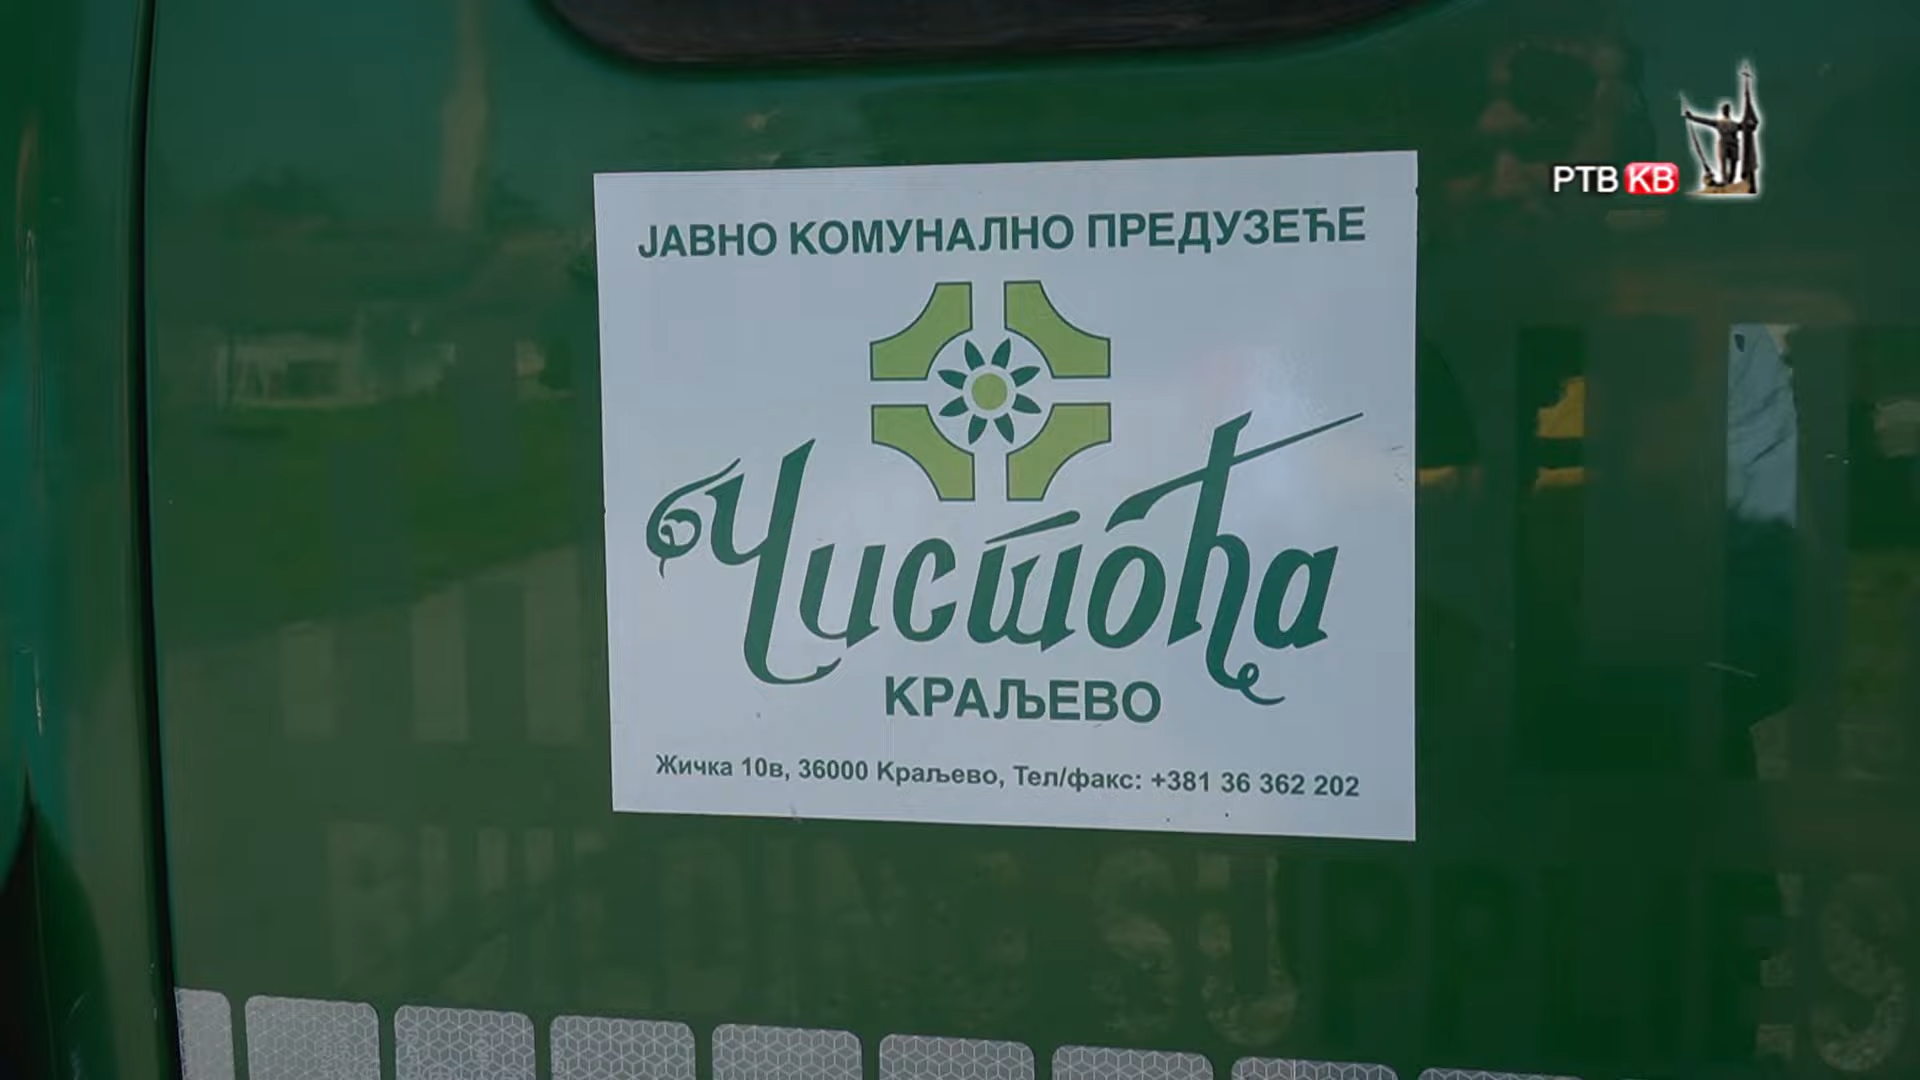 РТВ КВ
ЈАВНО КОМУНАЛНО ПРЕДУЗЕЋЕ
Чистоћа
КРАЉЕВО
Жичка 10в, 36000 Краљево, Тел/факс: +381 36 362 202